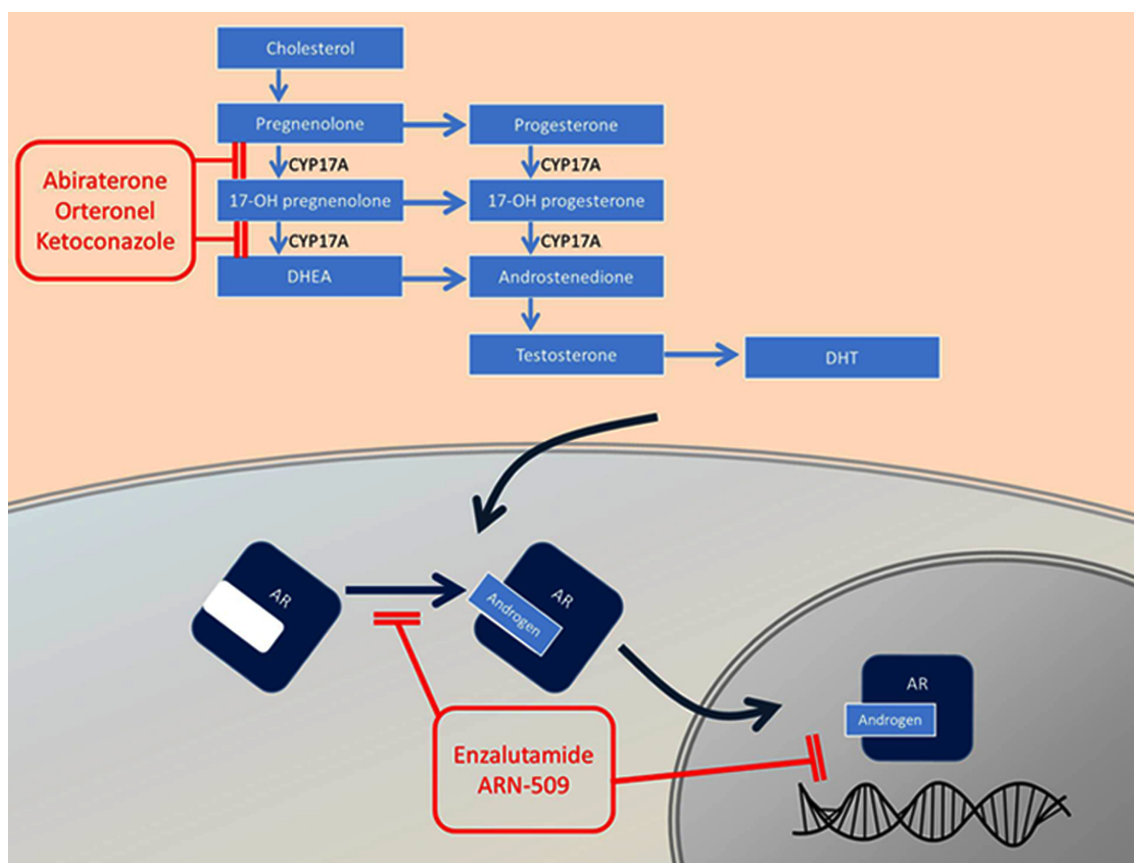 Cholesterol
Pregnenolone
Progesterone
CYP17A
CYP17A
Abiraterone
Orteronel
Ketoconazole
17-OH pregnenolone
17-OH progesterone
CYP17A
CYP17A
DHEA
Androstenedione
Testosterone
DHT
AR
AR
Androgen
AR
Androgen
Enzalutamide
ARN-509